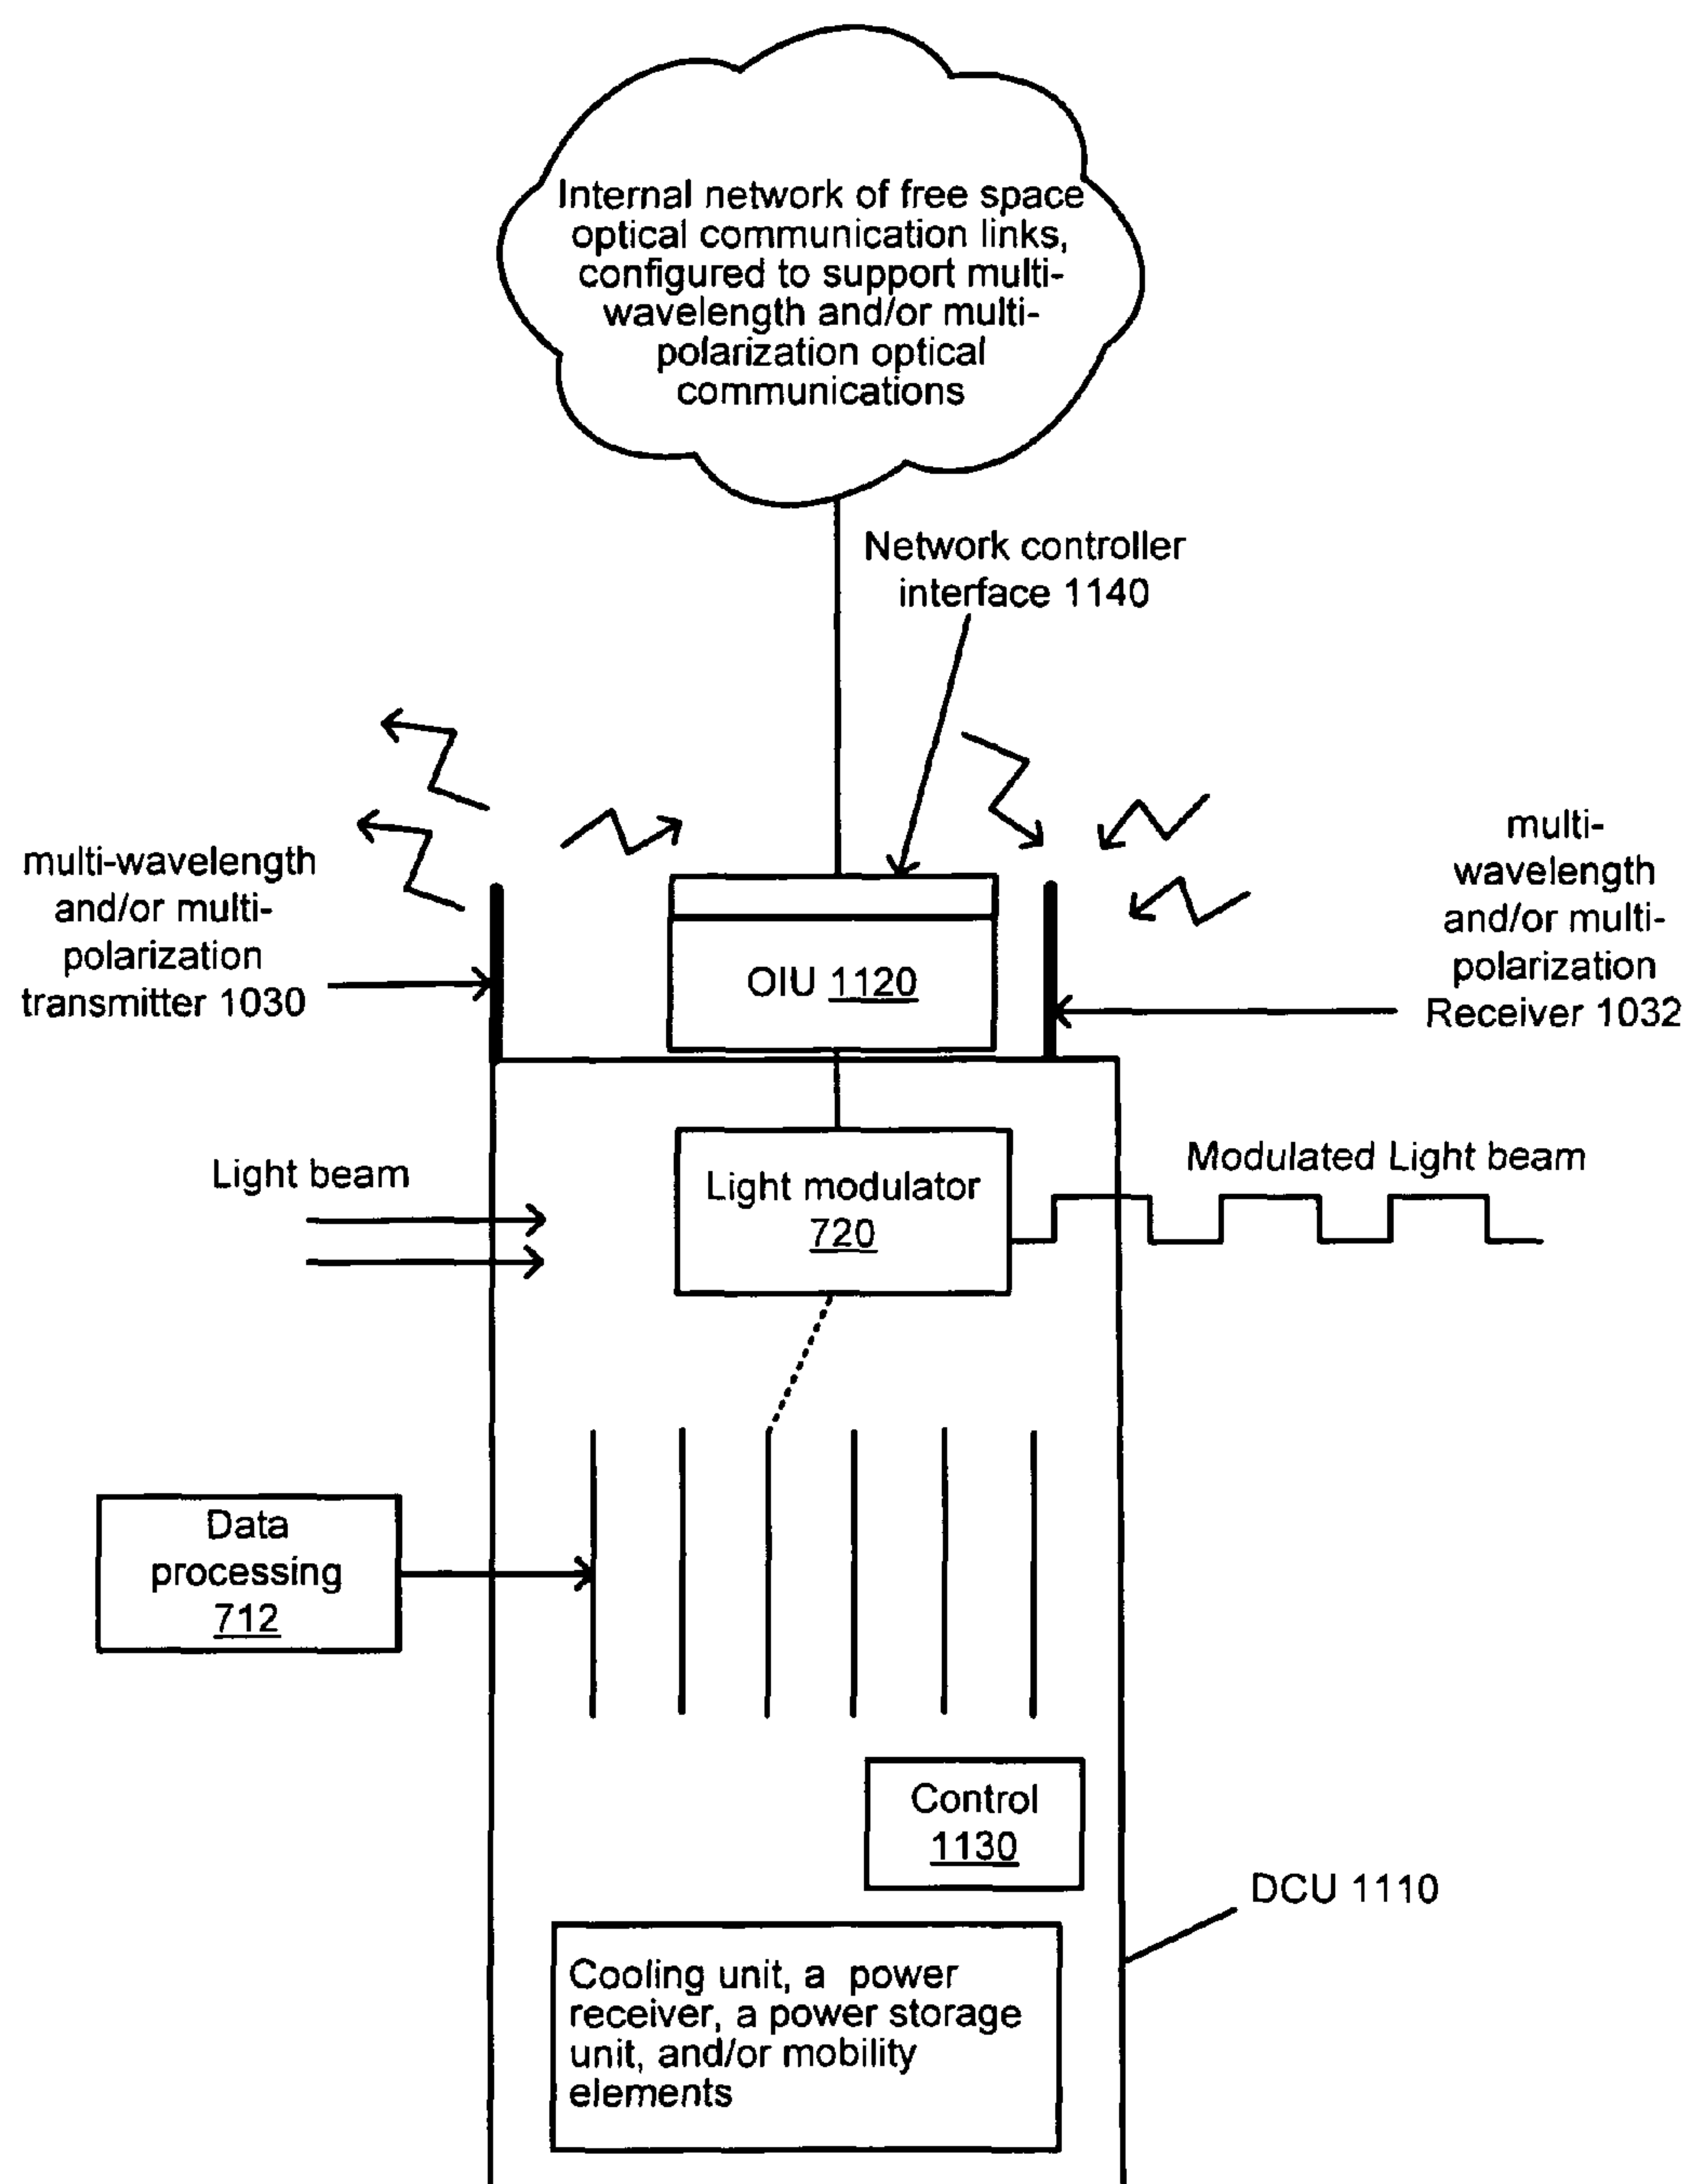 Internal network of free space
optical communication links,
configured to support multi-
wavelength and/or multi-
polarization optical
communications
Network controller
interface 1140
multi-wavelength
and/or multi-
polarization
transmitter 1030
OIU 1120
multi-
wavelength
and/or multi-
polarization
Receiver 1032
Light beam
Light modulator
720
Modulated Light beam
Data
processing
712
Control
1130
DCU 1110
Cooling unit, a power
receiver, a power storage
unit, and/or mobility
elements